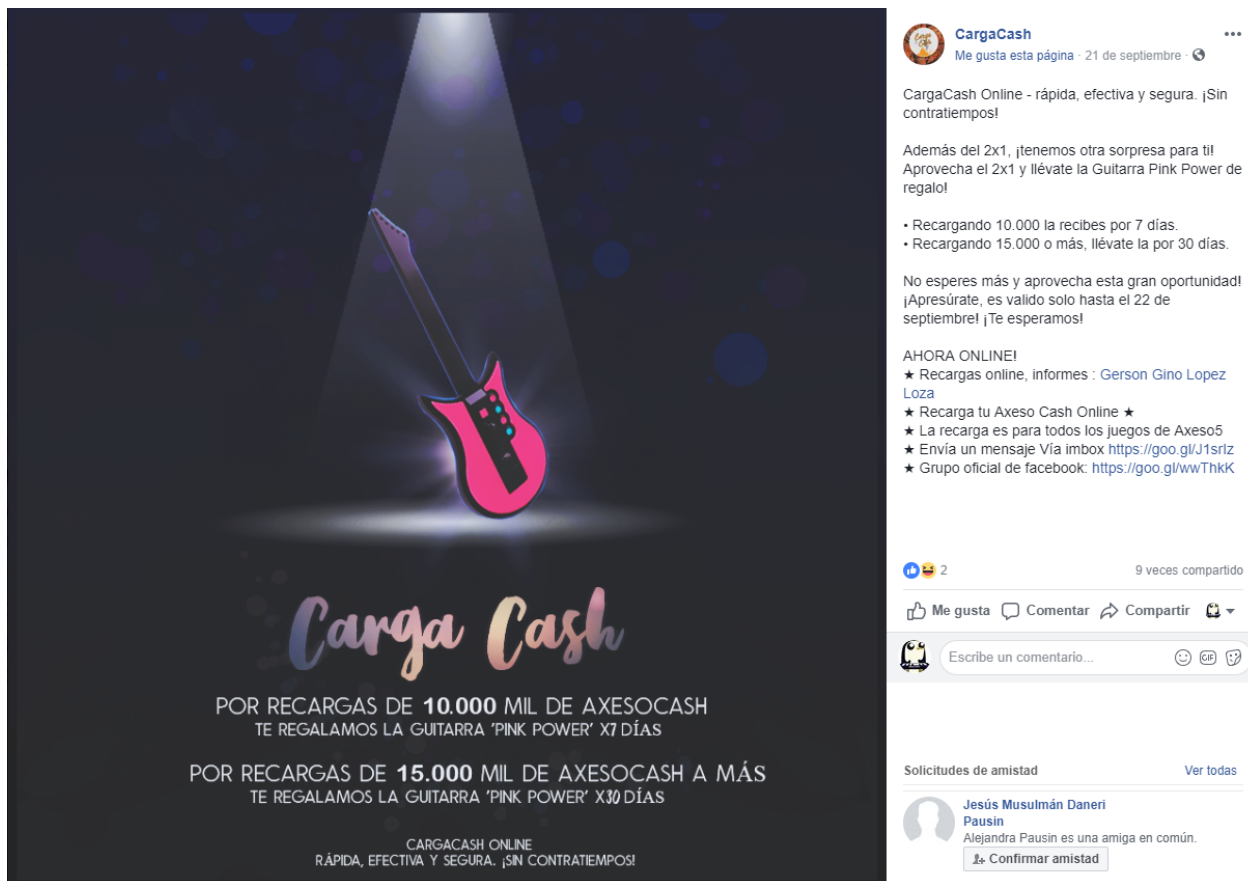 Carga Cash
POR RECARGAS DE 10.000 MIL DE AXESOCASH
TE REGALAMOS LA GUITARRA 'PINK POWER' X7 DÍAS
POR RECARGAS DE 15.000 MIL DE AXESOCASH A MÁS
TE REGALAMOS LA GUITARRA 'PINK POWER' X30 DÍAS
CARGACASH ONLINE
RÁPIDA, EFECTIVA Y SEGURA. ¡SIN CONTRATIEMPOS!
CargaCash
Me gusta esta página · 21 de septiembre ·
CargaCash Online - rápida, efectiva y segura. ¡Sin
contratiempos!
Además del 2x1, ¡tenemos otra sorpresa para ti!
Aprovecha el 2x1 y llévate la Guitarra Pink Power de
regalo!
• Recargando 10.000 la recibes por 7 días.
• Recargando 15.000 o más, llévate la por 30 días.
No esperes más y aprovecha esta gran oportunidad!
¡Apresúrate, es valido solo hasta el 22 de
septiembre! ¡Te esperamos!
AHORA ONLINE!
★ Recargas online, informes : Gerson Gino Lopez
Loza
★ Recarga tu Axeso Cash Online ★
★ La recarga es para todos los juegos de Axeso5
★ Envía un mensaje Vía imbox https://goo.gl/J1srIz
★ Grupo oficial de facebook: https://goo.gl/wwThkK
2 9 veces compartido
Me gusta Comentar Compartir
Escribe un comentario... GIF
Solicitudes de amistad Ver todas
Jesús Musulmán Daneri
Pausin
Alejandra Pausin es una amiga en común.
Confirmar amistad